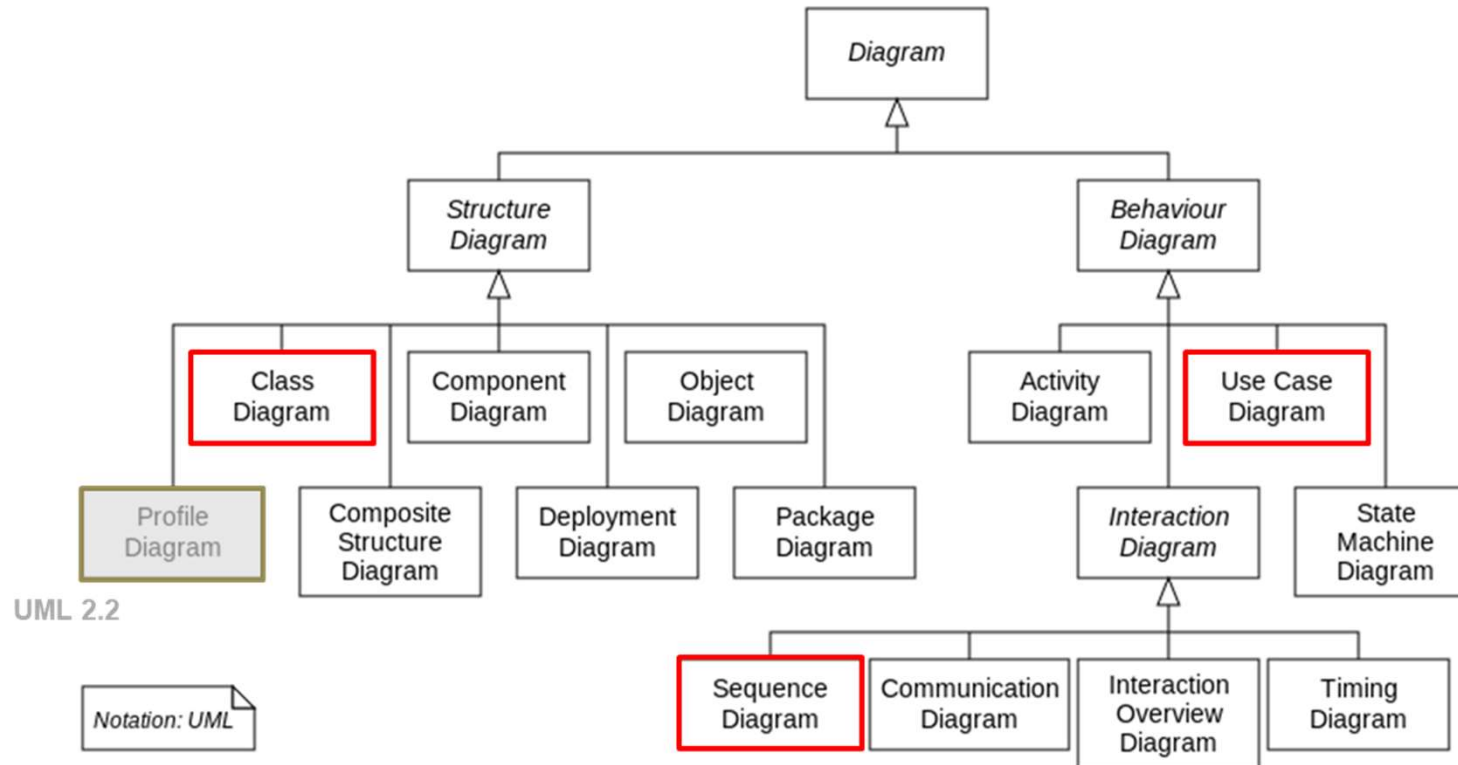 Diagram
Structure
Diagram
Behaviour
Diagram
Class
Diagram
Component
Diagram
Object
Diagram
Activity
Diagram
Use Case
Diagram
Profile
Diagram
Composite
Structure
Diagram
Deployment
Diagram
Package
Diagram
Interaction
Diagram
State
Machine
Diagram
UML 2.2
Sequence
Diagram
Communication
Diagram
Interaction
Overview
Diagram
Timing
Diagram
Notation: UML